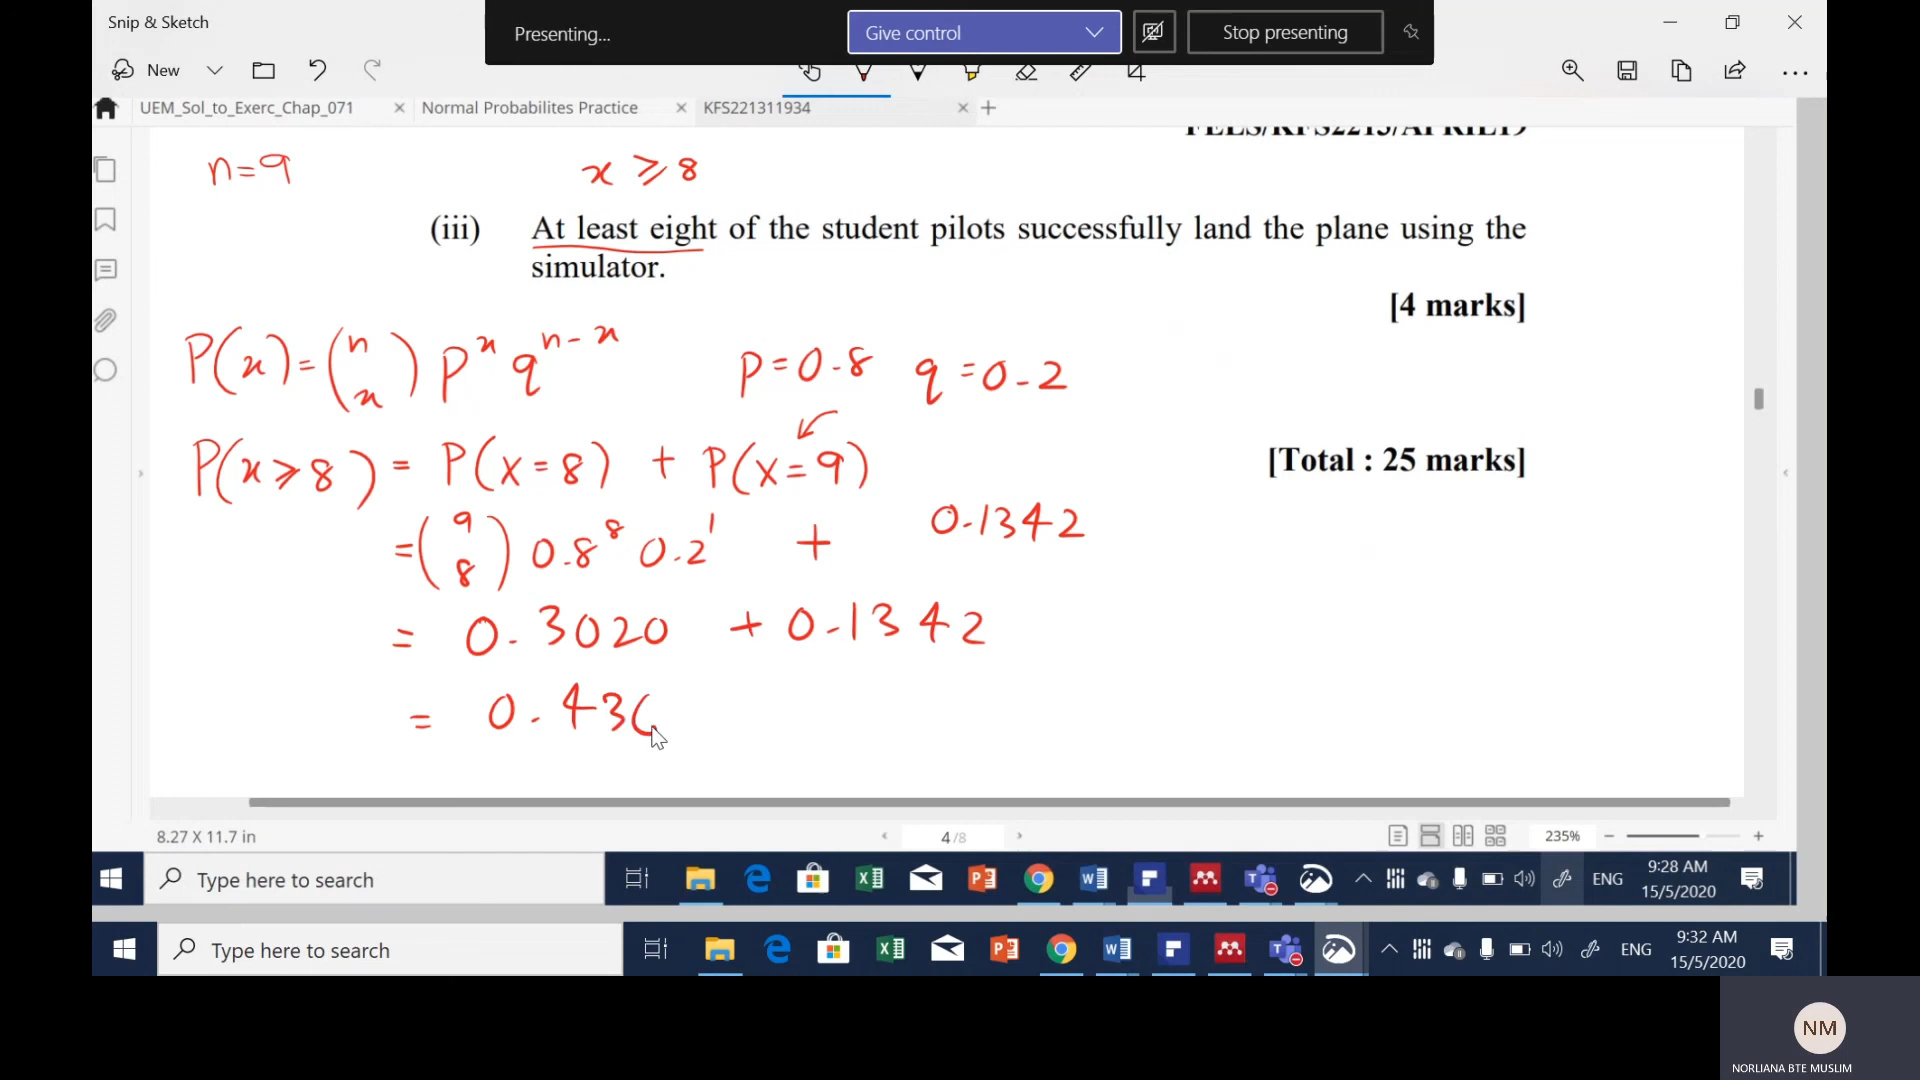 Snip & Sketch
Presenting...
Give control
Stop presenting
New
UEM_Sol_to_Exerc_Chap_071
Normal Probabilites Practice
KFS221311934
n=9
x ≥ 8
(iii) At least eight of the student pilots successfully land the plane using the
simulator.
[4 marks]
P(x) = (n x) p^x q^n-x p=0.8 q=0.2
P(x≥8) = P(x=8) + P(x=9)
[Total : 25 marks]
= (9 8) 0.8^8 0.2^1 + 0.1342
= 0.3020 + 0.1342
= 0.43
8.27 X 11.7 in
4 /8
235%
Type here to search
ENG
9:28 AM
15/5/2020
Type here to search
ENG
9:32 AM
15/5/2020
NM
NORLIANA BTE MUSLIM